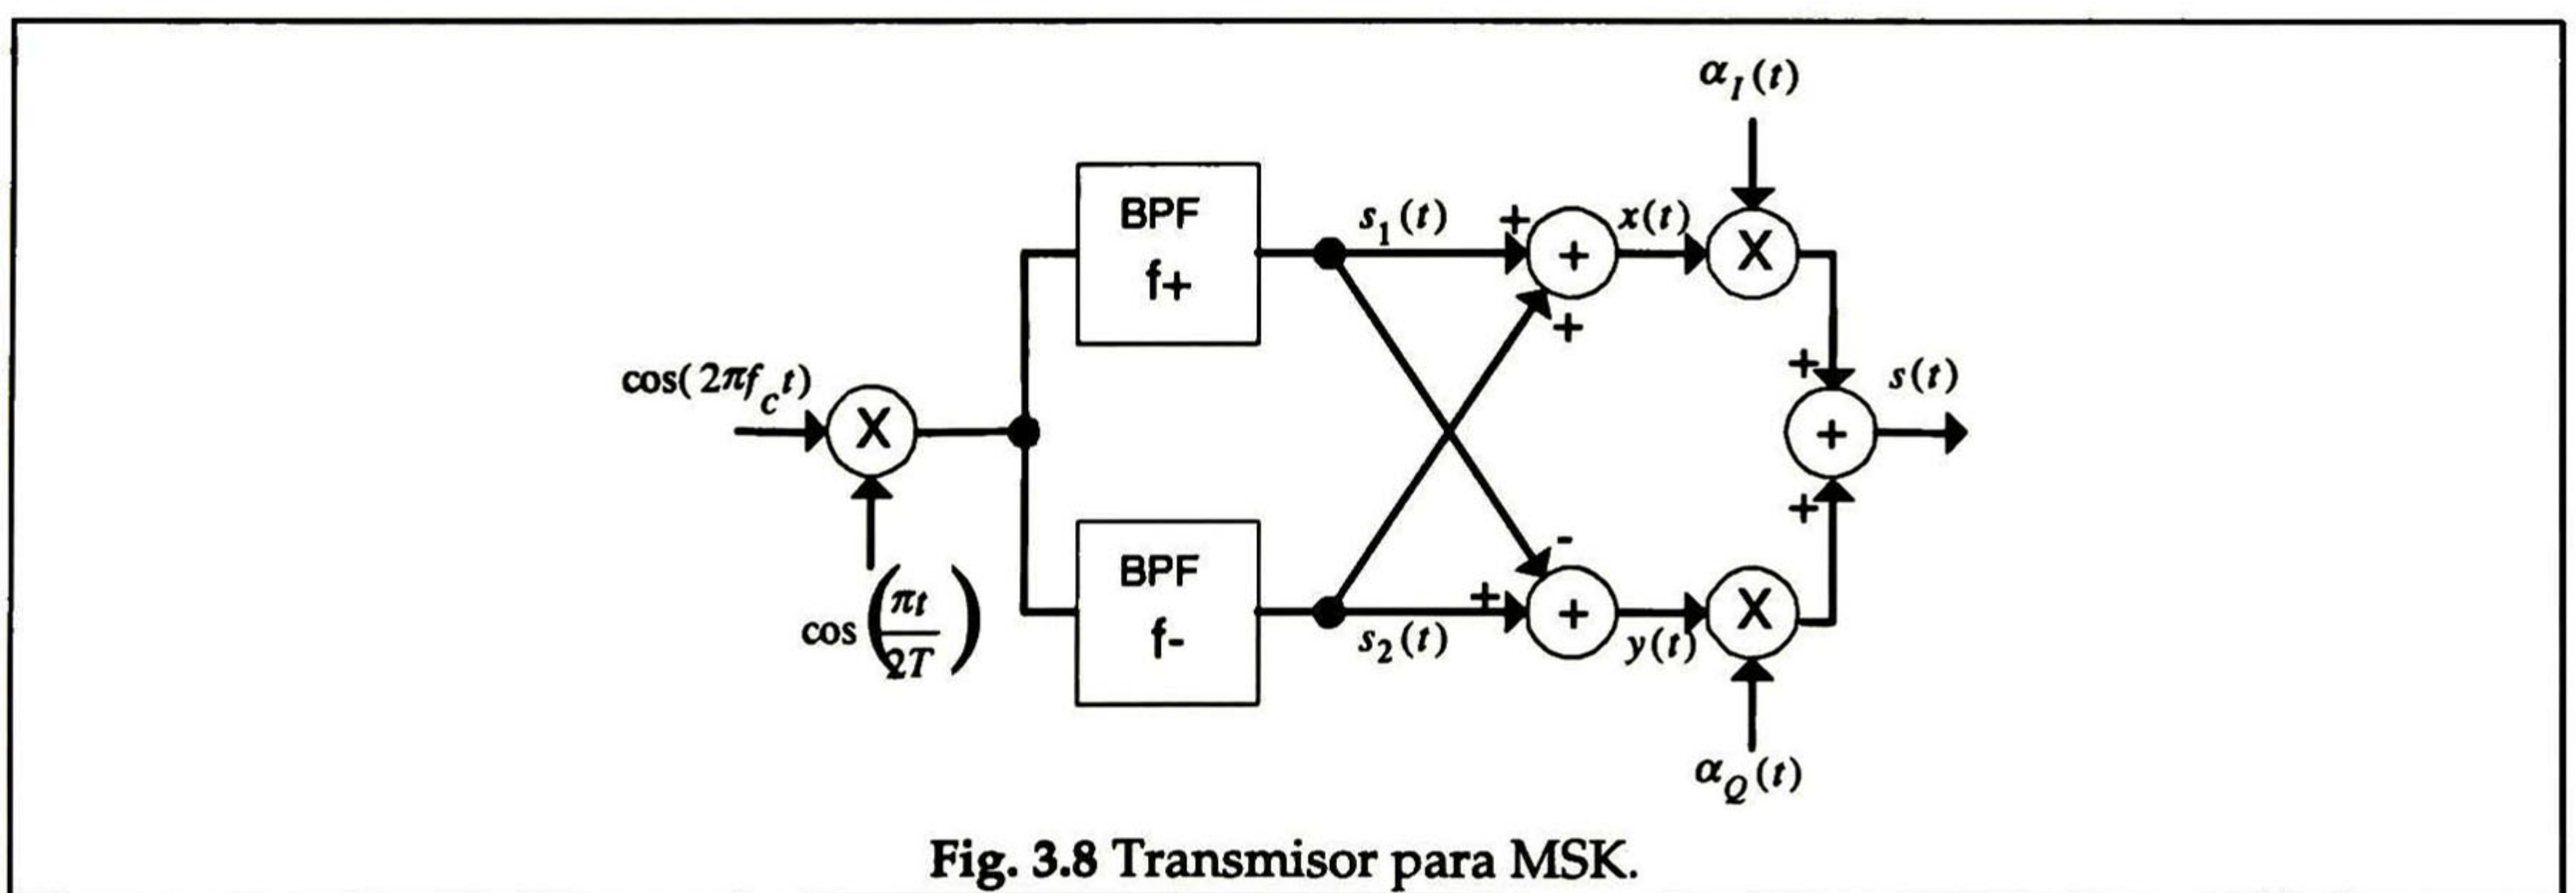 α_I(t)
BPF
f+
s_1(t)
+
+
x(t)
X
+
cos(2πf_c t)
X
+
s(t)
+
+
cos(πt/2T)
BPF
f-
-
+
s_2(t)
+
y(t)
X
α_Q(t)
Fig. 3.8 Transmisor para MSK.